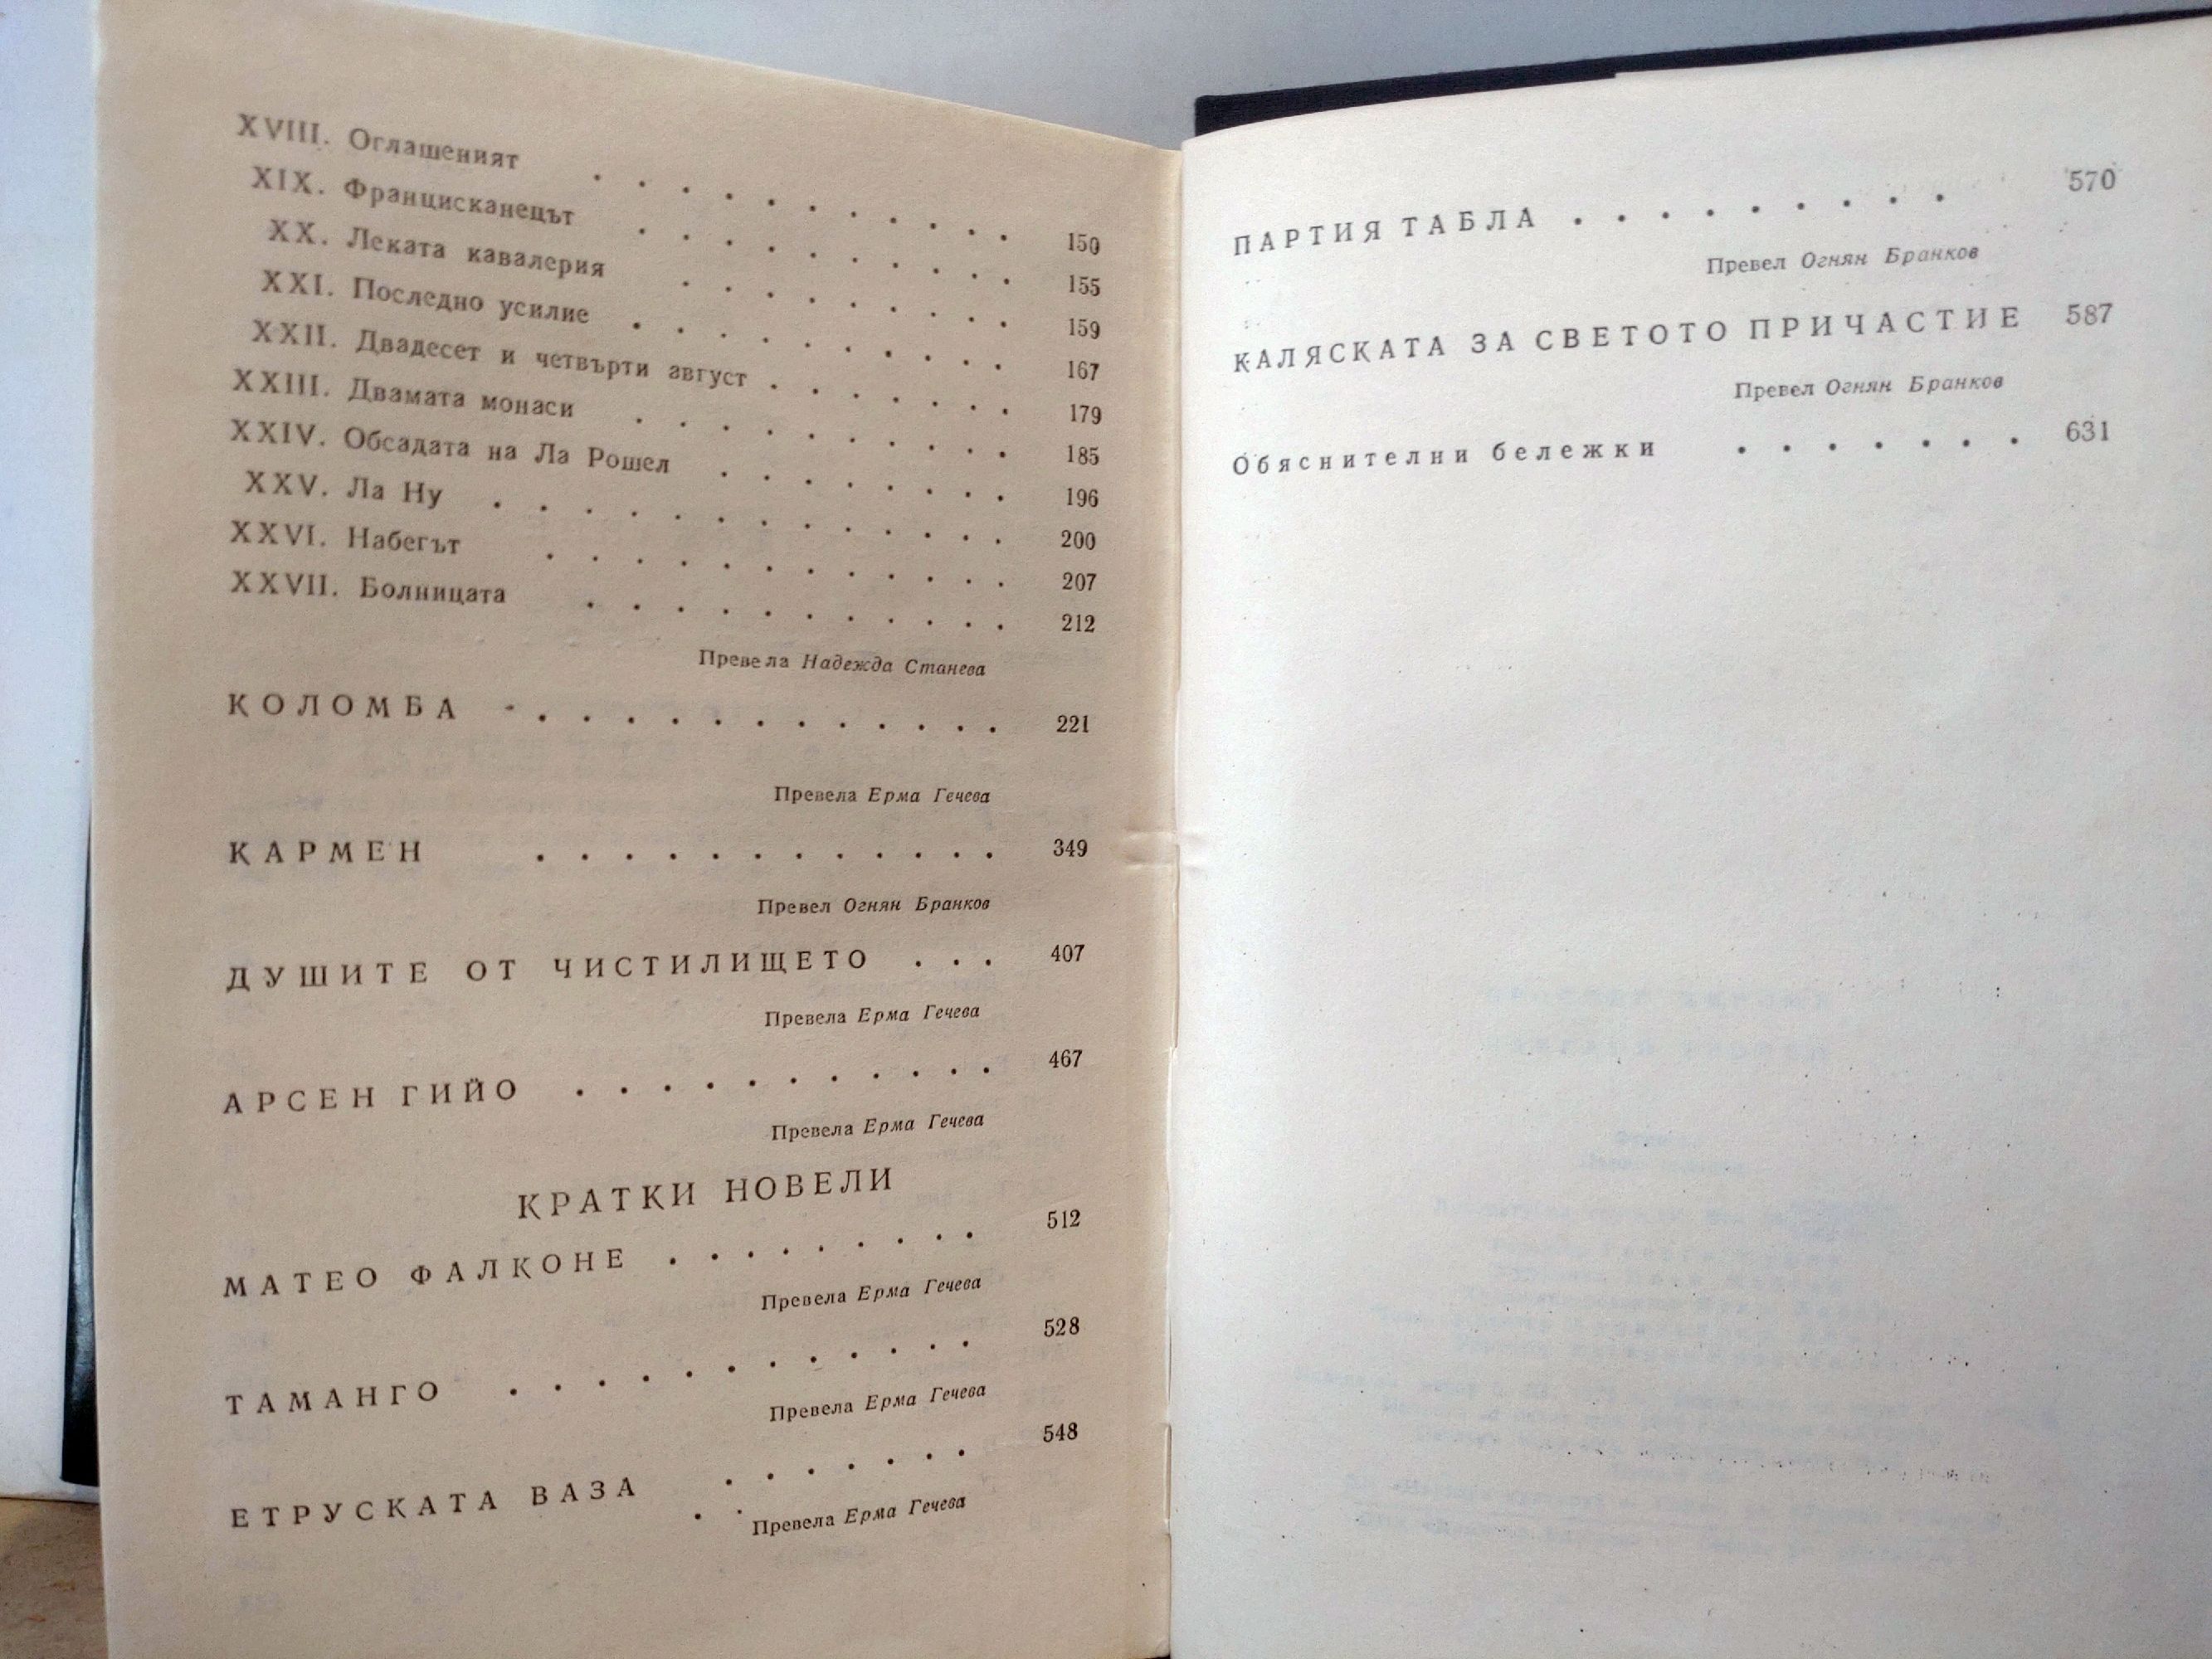 XVIII. Оглашеният . . . . . . . . . . 150
XIX. Францисканецът . . . . . . . . . 155
XX. Леката кавалерия . . . . . . . . 159
XXI. Последно усилие . . . . . . . . . 167
XXII. Двадесет и четвърти август . . . . . . 179
XXIII. Двамата монаси . . . . . . . . . 185
XXIV. Обсадата на Ла Рошел . . . . . . . 196
XXV. Ла Ну . . . . . . . . . . . . 200
XXVI. Набегът . . . . . . . . . . . 207
XXVII. Болницата . . . . . . . . . . 212
Превела Надежда Станева
КОЛОМБА . . . . . . . . . . . 221
Превела Ерма Гечева
КАРМЕН . . . . . . . . . . . 349
Превел Огнян Бранков
ДУШИТЕ ОТ ЧИСТИЛИЩЕТО . . . 407
Превела Ерма Гечева
АРСЕН ГИЙО . . . . . . . . . . 467
Превела Ерма Гечева
КРАТКИ НОВЕЛИ
МАТЕО ФАЛКОНЕ . . . . . . . . 512
Превела Ерма Гечева
ТАМАНГО . . . . . . . . . . . 528
Превела Ерма Гечева
ЕТРУСКАТА ВАЗА . . . . . . . . 548
Превела Ерма Гечева
ПАРТИЯ ТАБЛА . . . . . . . . . 570
Превел Огнян Бранков
КАЛЯСКАТА ЗА СВЕТОТО ПРИЧАСТИЕ 587
Превел Огнян Бранков
Обяснителни бележки . . . . . . . 631